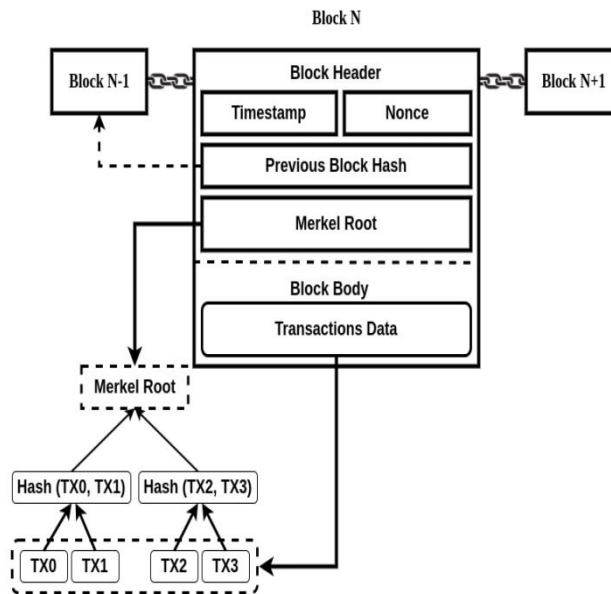 Block N
Block N-1
Block Header
Block N+1
Timestamp
Nonce
Previous Block Hash
Merkel Root
Block Body
Transactions Data
Merkel Root
Hash (TX0, TX1)
Hash (TX2, TX3)
TX0
TX1
TX2
TX3